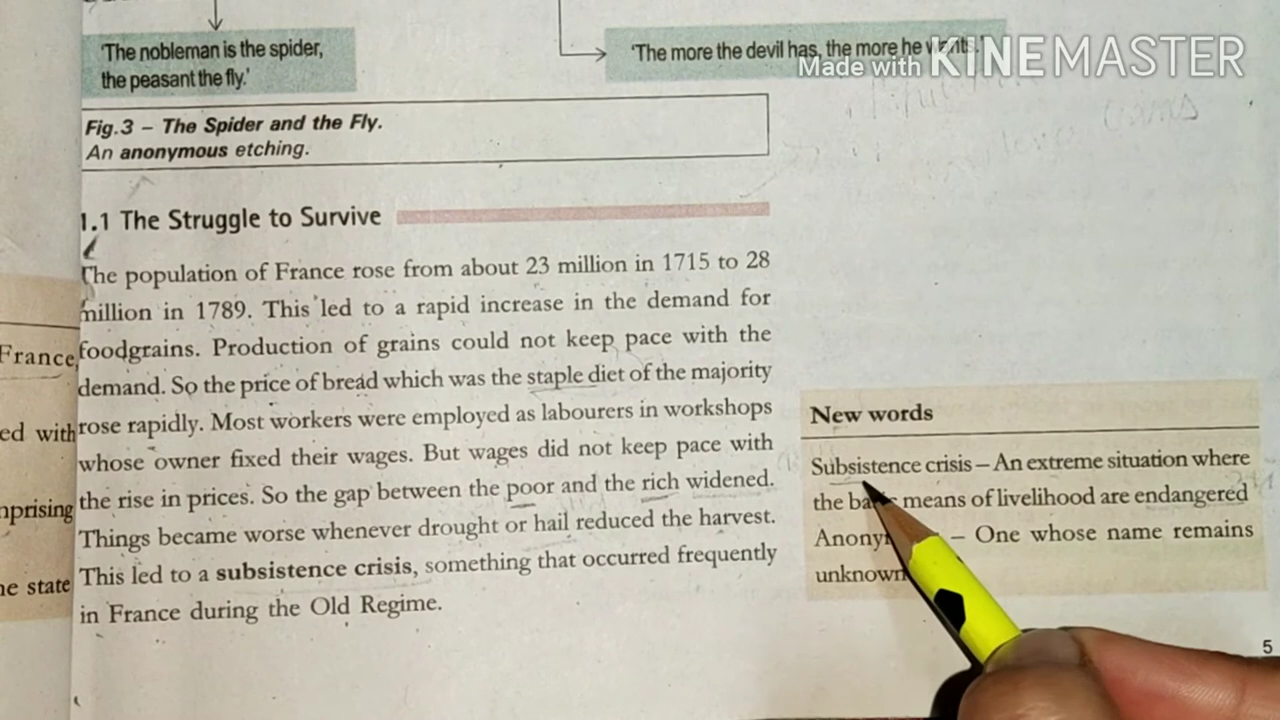 'The nobleman is the spider,
the peasant the fly.'
'The more the devil has, the more he
Made with KINEMASTER
Fig.3 – The Spider and the Fly.
An anonymous etching.
1.1 The Struggle to Survive
The population of France rose from about 23 million in 1715 to 28
million in 1789. This led to a rapid increase in the demand for
foodgrains. Production of grains could not keep pace with the
demand. So the price of bread which was the staple diet of the majority
rose rapidly. Most workers were employed as labourers in workshops
whose owner fixed their wages. But wages did not keep pace with
the rise in prices. So the gap between the poor and the rich widened.
Things became worse whenever drought or hail reduced the harvest.
This led to a subsistence crisis, something that occurred frequently
in France during the Old Regime.
France,
ed with
nprising
ne state
New words
Subsistence crisis – An extreme situation where
the means of livelihood are endangered
– One whose name remains
unknown
5